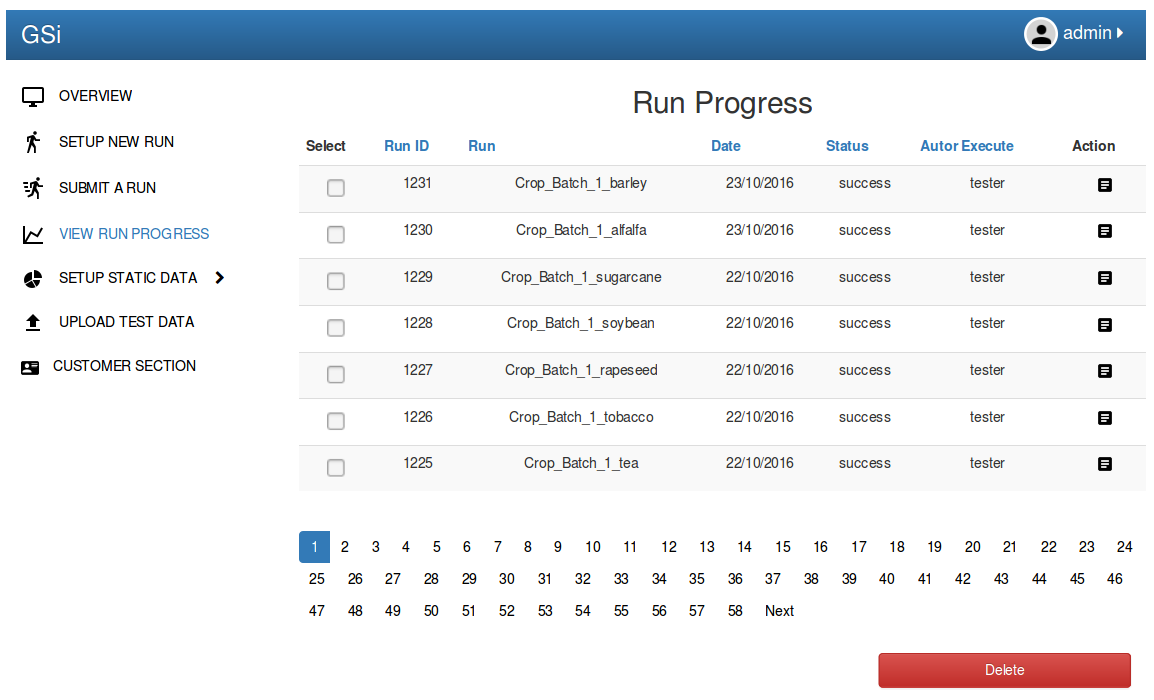 GSi
admin
OVERVIEW
SETUP NEW RUN
SUBMIT A RUN
VIEW RUN PROGRESS
SETUP STATIC DATA
UPLOAD TEST DATA
CUSTOMER SECTION
Run Progress
Select Run ID Run Date Status Autor Execute Action
1231 Crop_Batch_1_barley 23/10/2016 success tester
1230 Crop_Batch_1_alfalfa 23/10/2016 success tester
1229 Crop_Batch_1_sugarcane 22/10/2016 success tester
1228 Crop_Batch_1_soybean 22/10/2016 success tester
1227 Crop_Batch_1_rapeseed 22/10/2016 success tester
1226 Crop_Batch_1_tobacco 22/10/2016 success tester
1225 Crop_Batch_1_tea 22/10/2016 success tester
1 2 3 4 5 6 7 8 9 10 11 12 13 14 15 16 17 18 19 20 21 22 23 24
25 26 27 28 29 30 31 32 33 34 35 36 37 38 39 40 41 42 43 44 45 46
47 48 49 50 51 52 53 54 55 56 57 58 Next
Delete